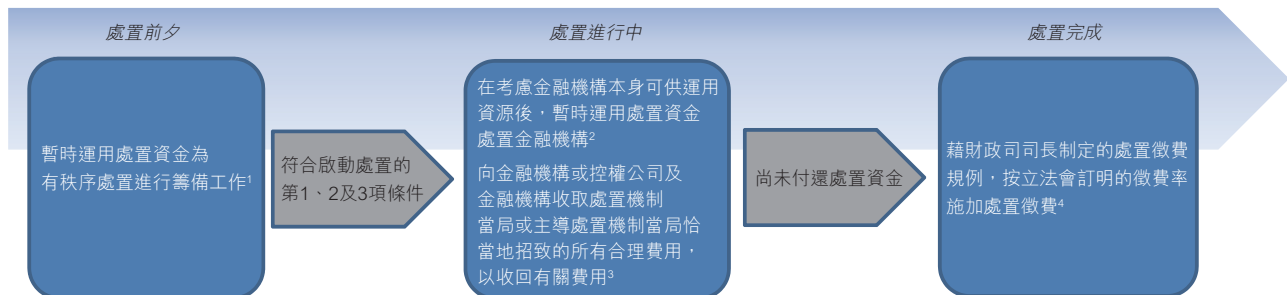 處置前夕
處置進行中
處置完成
暫時運用處置資金為
有秩序處置進行籌備工作¹
符合啟動處置的
第1、2及3項條件
在考慮金融機構本身可供運用
資源後，暫時運用處置資金
處置金融機構²
向金融機構或控權公司及
金融機構收取處置機制
當局或主導處置機制當局恰
當地招致的所有合理費用，
以收回有關費用³
尚未付還處置資金
藉財政司司長制定的處置徵費
規例，按立法會訂明的徵費率
施加處置徵費⁴